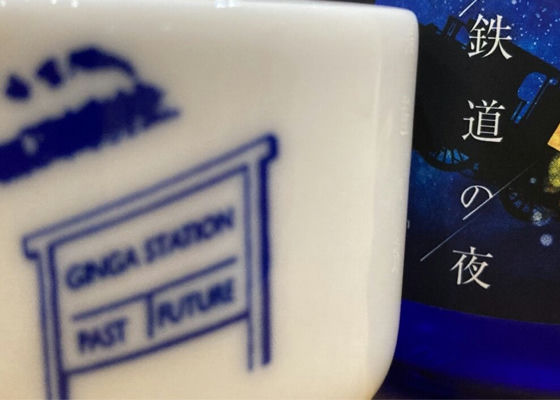 GINGA STATION
PAST FUTURE
鉄道の夜